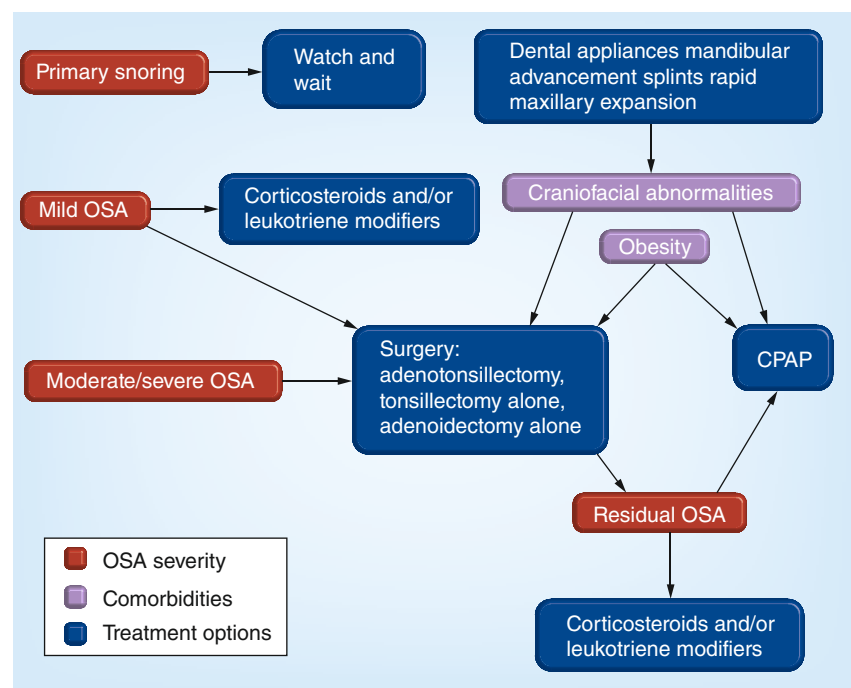 Primary snoring
Watch and
wait
Dental appliances mandibular
advancement splints rapid
maxillary expansion
Mild OSA
Corticosteroids and/or
leukotriene modifiers
Craniofacial abnormalities
Obesity
Moderate/severe OSA
Surgery:
adenotonsillectomy,
tonsillectomy alone,
adenoidectomy alone
CPAP
Residual OSA
Corticosteroids and/or
leukotriene modifiers
OSA severity
Comorbidities
Treatment options